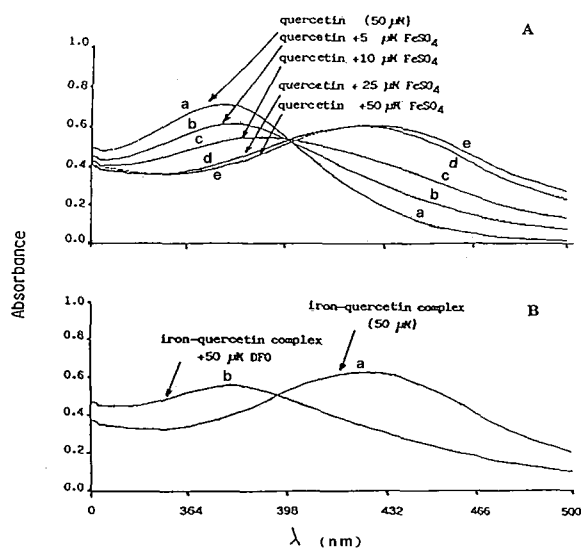 A
quercetin (50 µM)
quercetin +5 µM FeSO4
quercetin +10 µM FeSO4
quercetin + 25 µM FeSO4
quercetin +50 µM FeSO4
1.0
0.8
0.6
0.4
0.2
0.0
a
b
c
d
e
e
d
c
b
a
Absorbance
B
iron-quercetin complex
(50 µM)
iron-quercetin complex
+50 µM DFO
1.0
0.8
0.6
0.4
0.2
0.0
b
a
0
364
398
432
466
500
λ (nm)